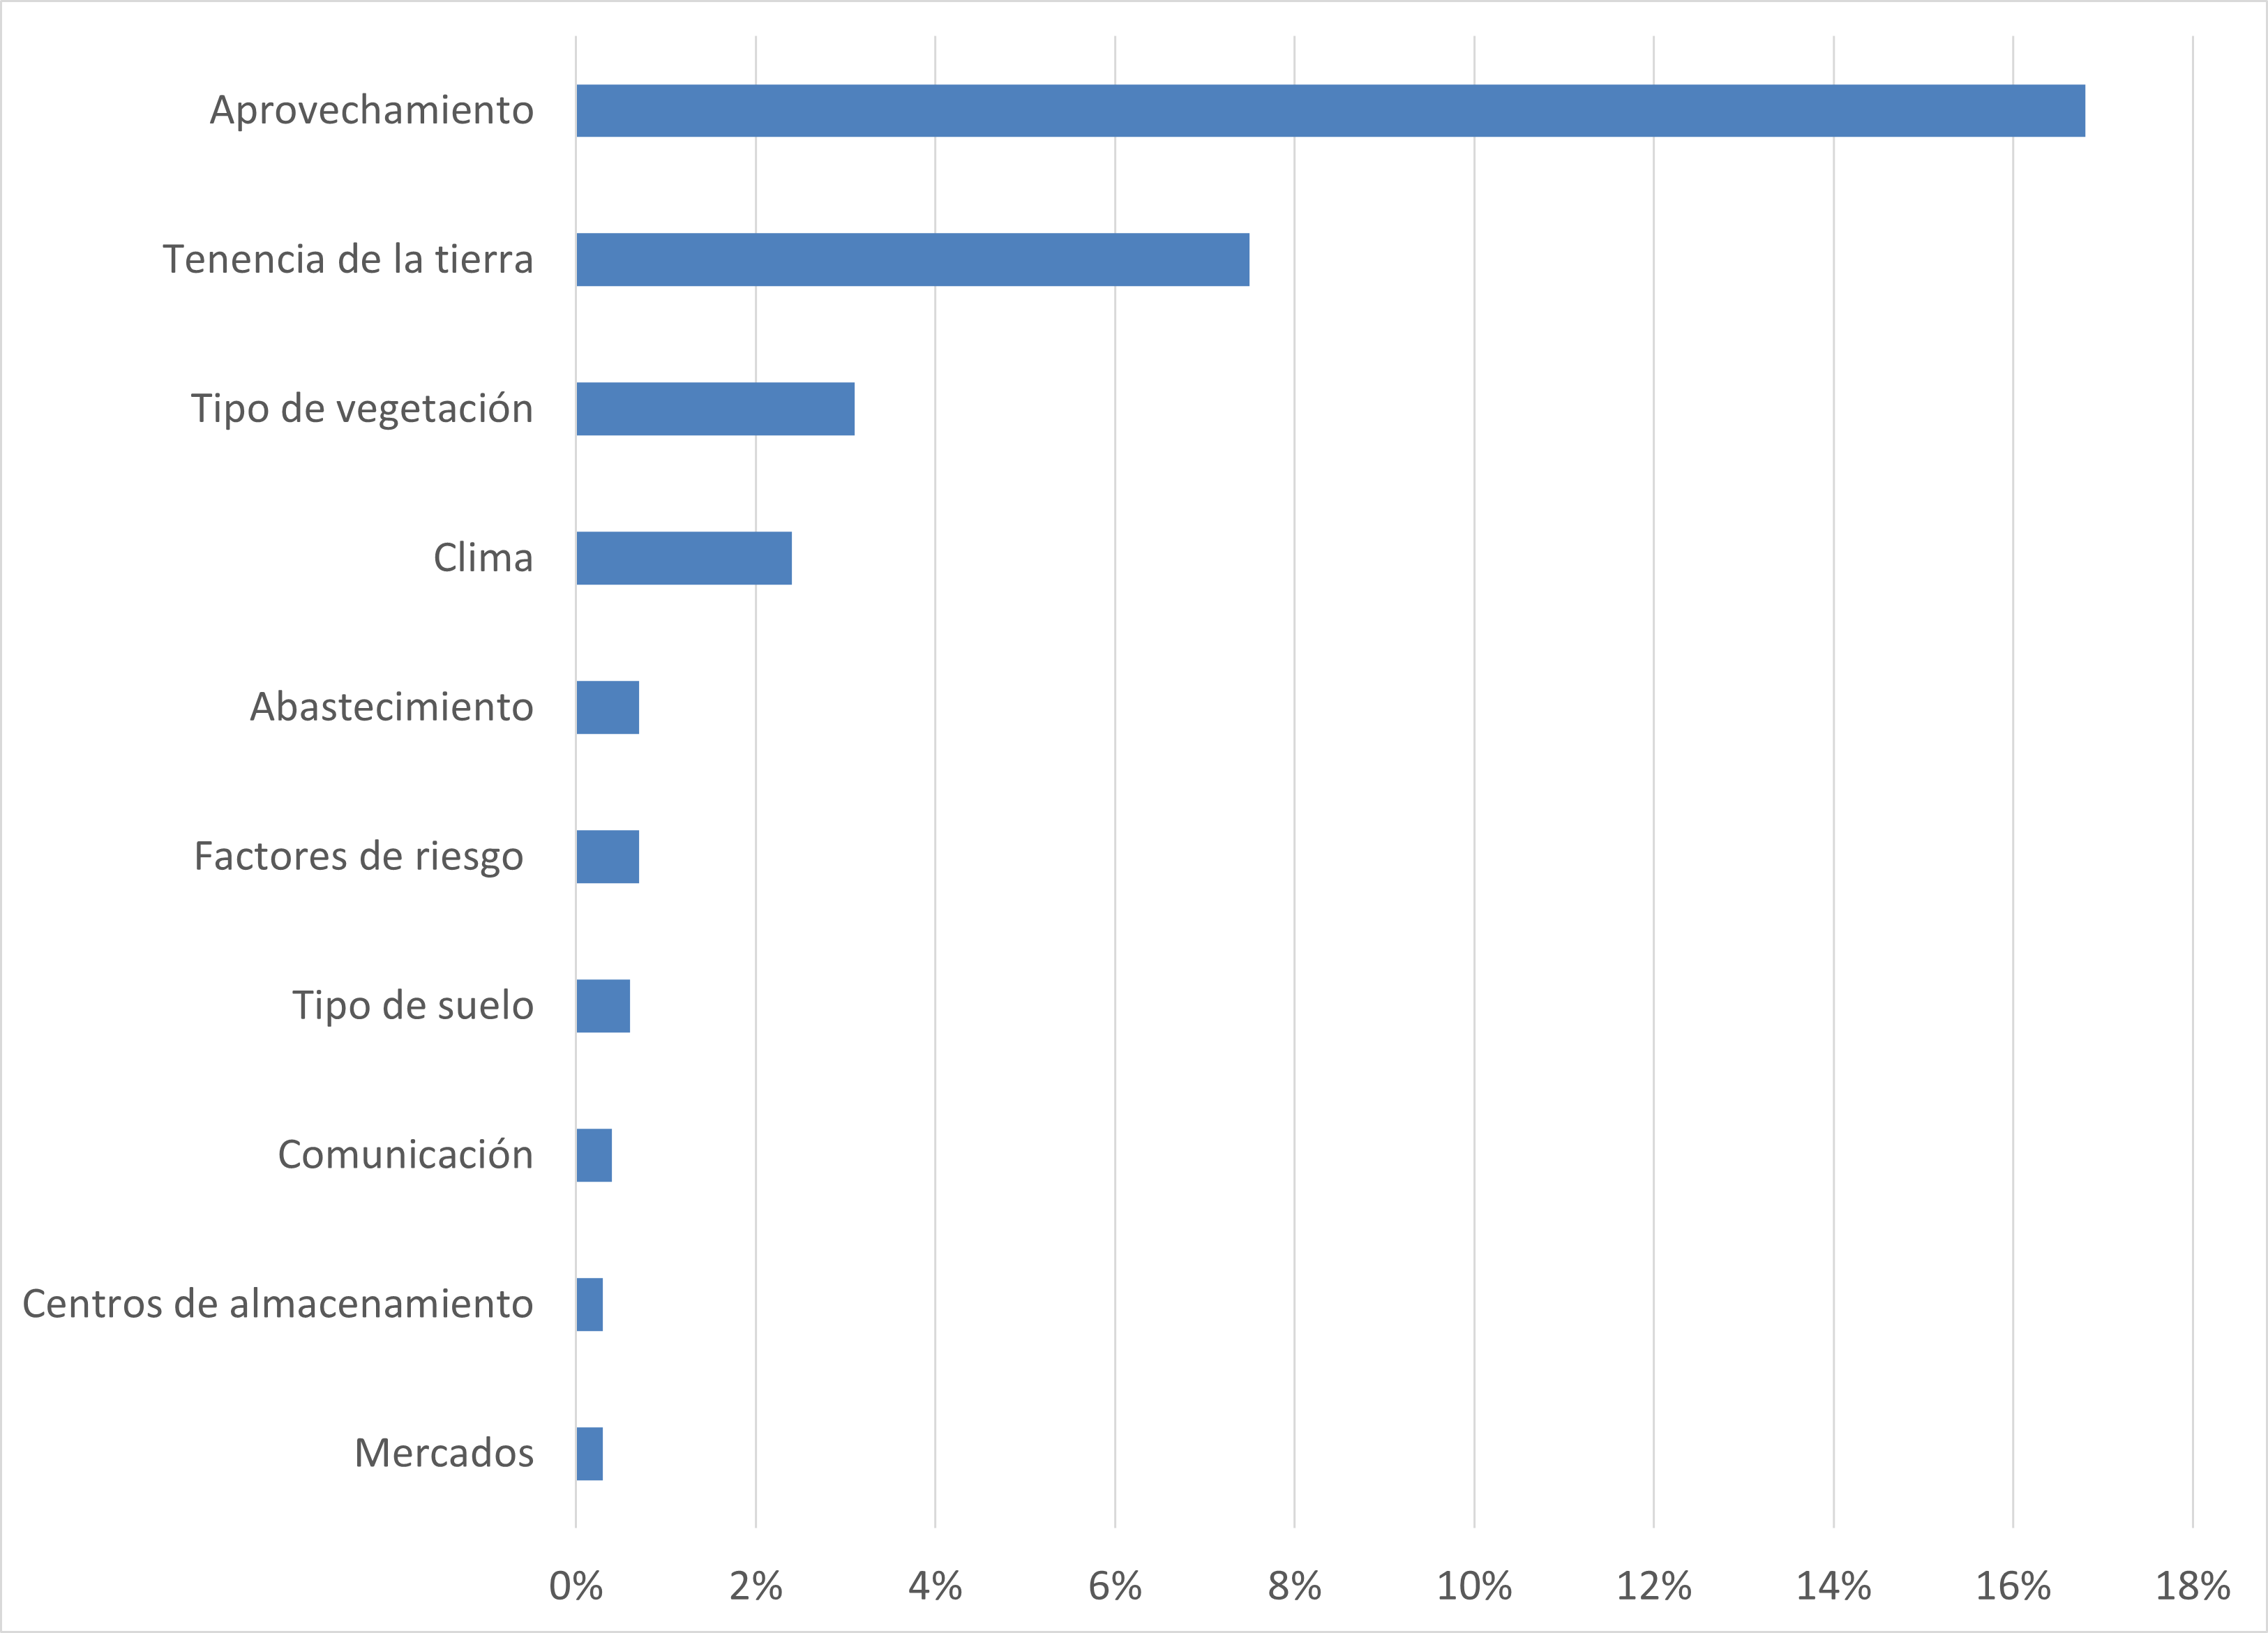 Aprovechamiento
Tenencia de la tierra
Tipo de vegetación
Clima
Abastecimiento
Factores de riesgo
Tipo de suelo
Comunicación
Centros de almacenamiento
Mercados
0% 2% 4% 6% 8% 10% 12% 14% 16% 18%